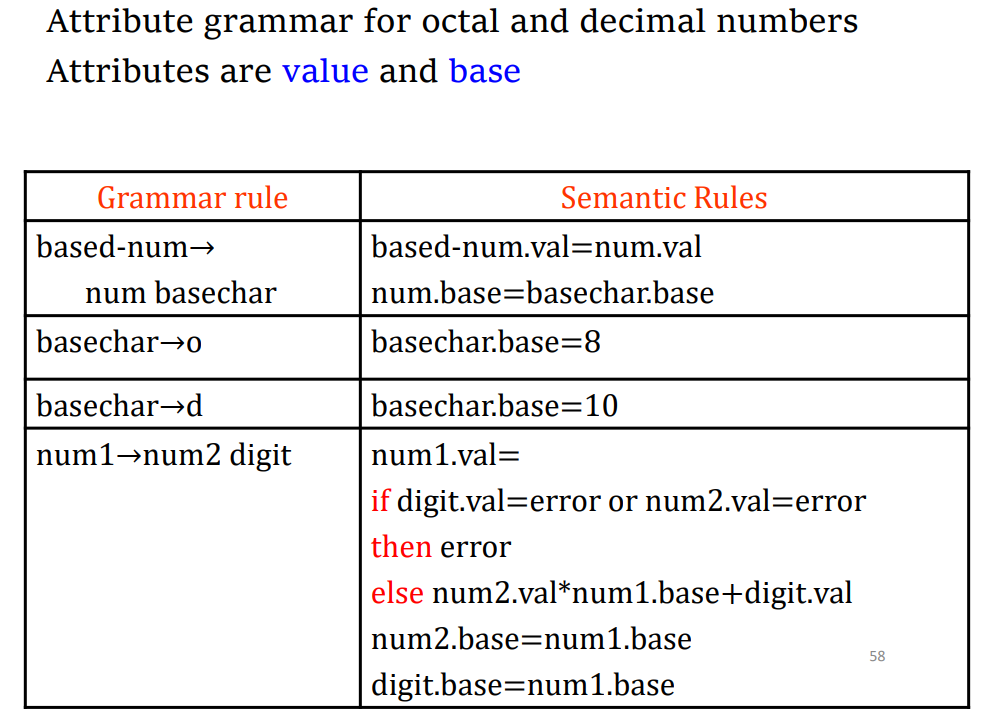 Attribute grammar for octal and decimal numbers
Attributes are value and base
Grammar rule
Semantic Rules
based-num→
num basechar
based-num.val=num.val
num.base=basechar.base
basechar→o
basechar.base=8
basechar→d
basechar.base=10
num1→num2 digit
num1.val=
if digit.val=error or num2.val=error
then error
else num2.val*num1.base+digit.val
num2.base=num1.base
digit.base=num1.base
58